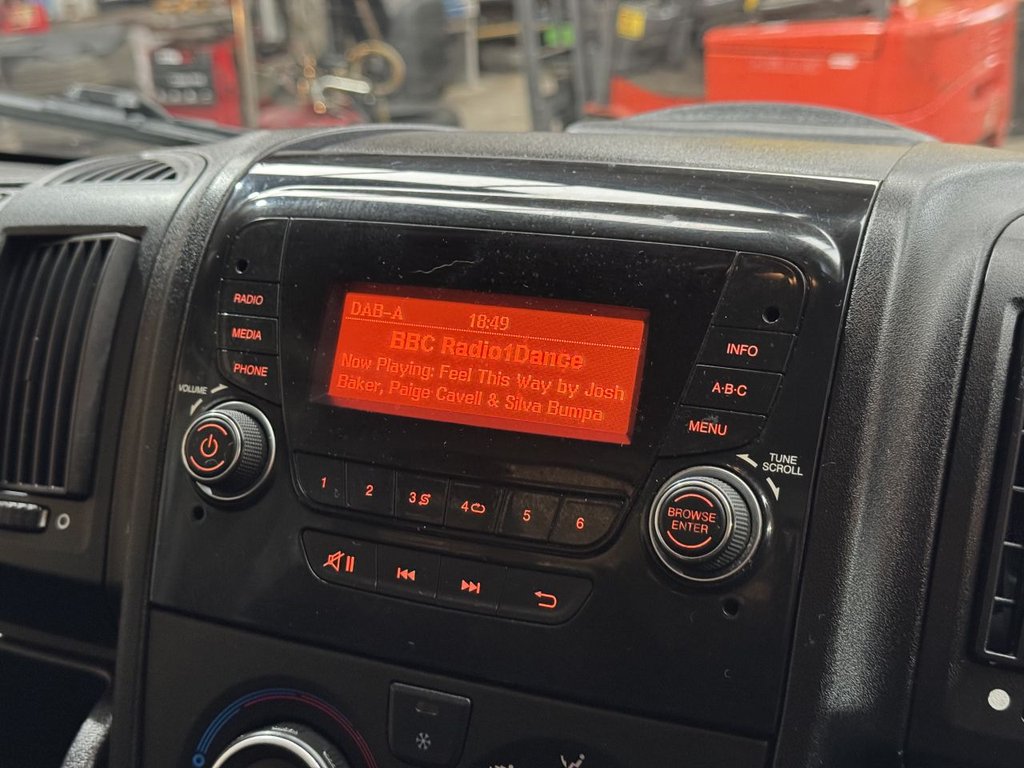 DAB-A 18:49
BBC Radio1Dance
Now Playing: Feel This Way by Josh
Baker, Paige Cavell & Silva Bumpa
RADIO
MEDIA
PHONE
VOLUME
INFO
A·B·C
MENU
TUNE
SCROLL
BROWSE
ENTER
1 2 3 4 5 6